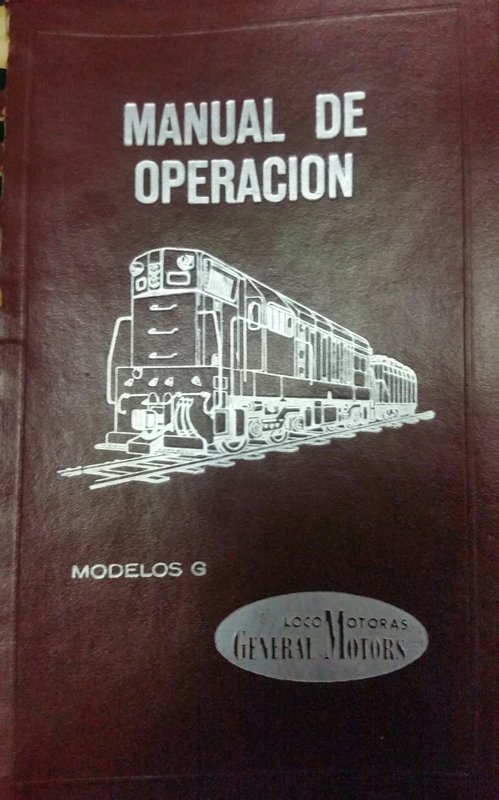 MANUAL DE
OPERACION
MODELOS G
LOCOMOTORAS
GENERAL MOTORS